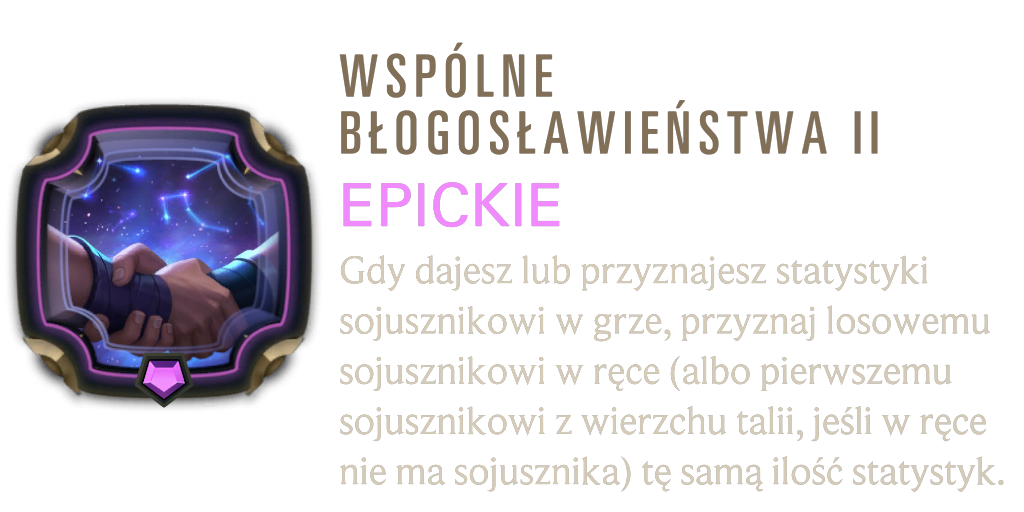 WSPÓLNE
BŁOGOSŁAWIEŃSTWA II
EPICKIE
Gdy dajesz lub przyznajesz statystyki
sojusznikowi w grze, przyznaj losowemu
sojusznikowi w ręce (albo pierwszemu
sojusznikowi z wierzchu talii, jeśli w ręce
nie ma sojusznika) tę samą ilość statystyk.